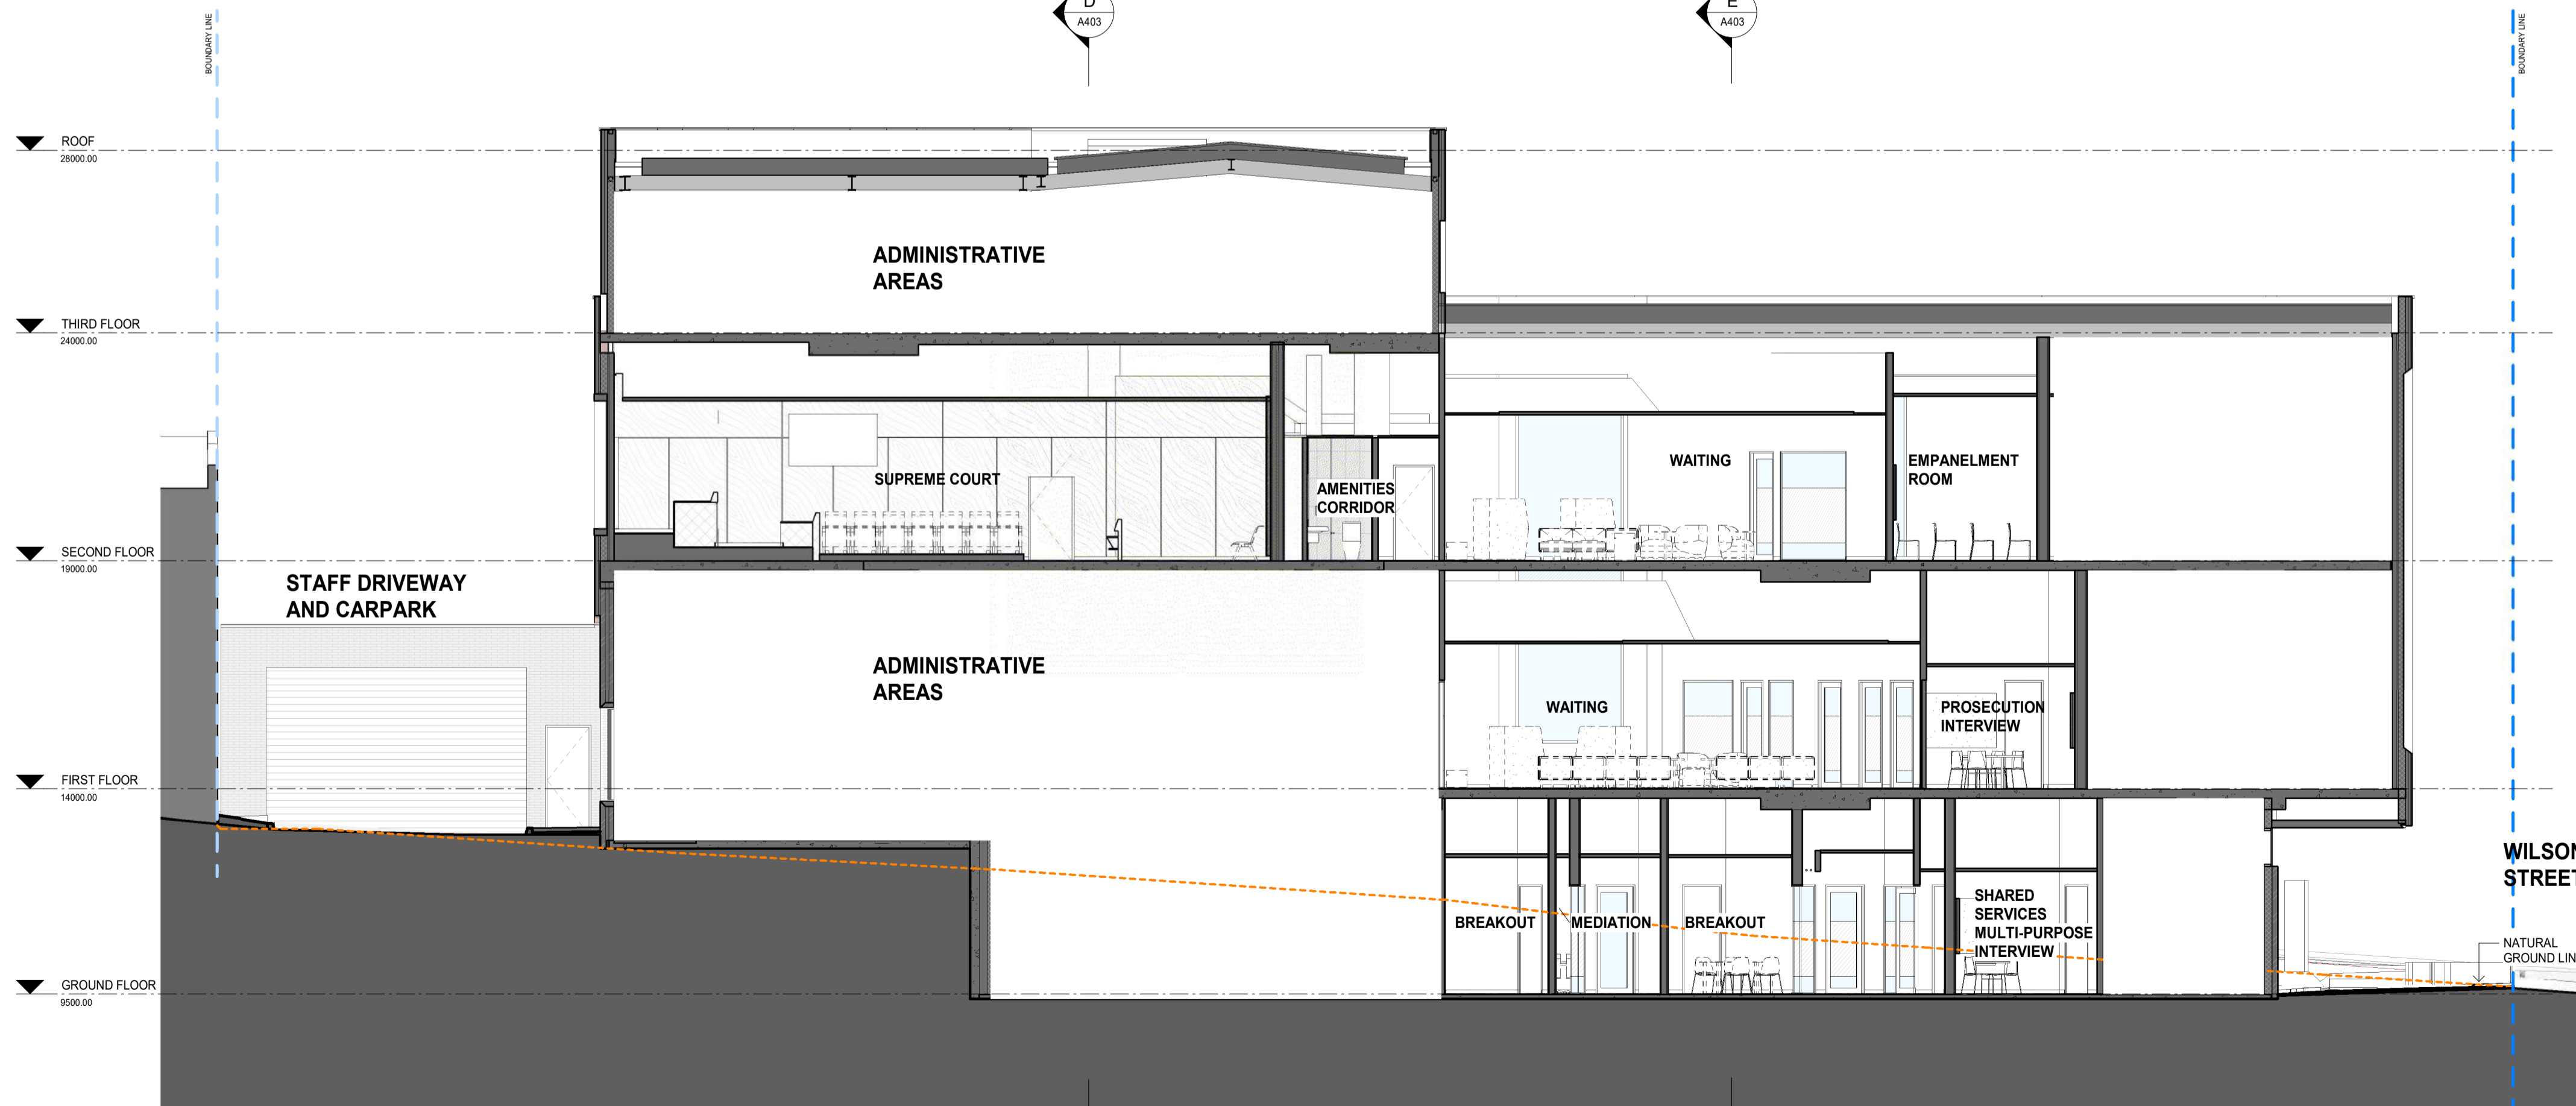 BOUNDARY LINE
D
A403
E
A403
BOUNDARY LINE
ROOF
28000.00
ADMINISTRATIVE
AREAS
THIRD FLOOR
24000.00
WAITING
EMPANELMENT
ROOM
SUPREME COURT
AMENITIES
CORRIDOR
SECOND FLOOR
19000.00
STAFF DRIVEWAY
AND CARPARK
ADMINISTRATIVE
AREAS
WAITING
PROSECUTION
INTERVIEW
FIRST FLOOR
14000.00
WILSON
STREET
BREAKOUT
MEDIATION
BREAKOUT
SHARED
SERVICES
MULTI-PURPOSE
INTERVIEW
NATURAL
GROUND LIN
GROUND FLOOR
9500.00